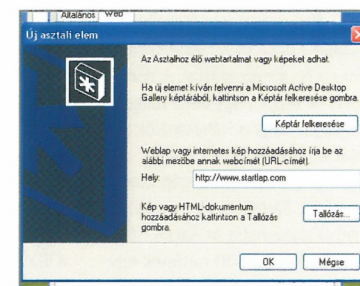 Általános Web
Új asztali elem
Az Asztalhoz élő webtartalmat vagy képeket adhat.
Ha új elemet kíván felvenni a Microsoft Active Desktop
Gallery képtárából, kattintson a Képtár felkeresése gombra.
Képtár felkeresése
Weblap vagy internetes kép hozzáadásához írja be az
alábbi mezőbe annak webcímét (URL-címét).
Hely: http://www.startlap.com
Kép vagy HTML-dokumentum
hozzáadásához kattintson a Tallózás
gombra.
Tallózás...
OK Mégse